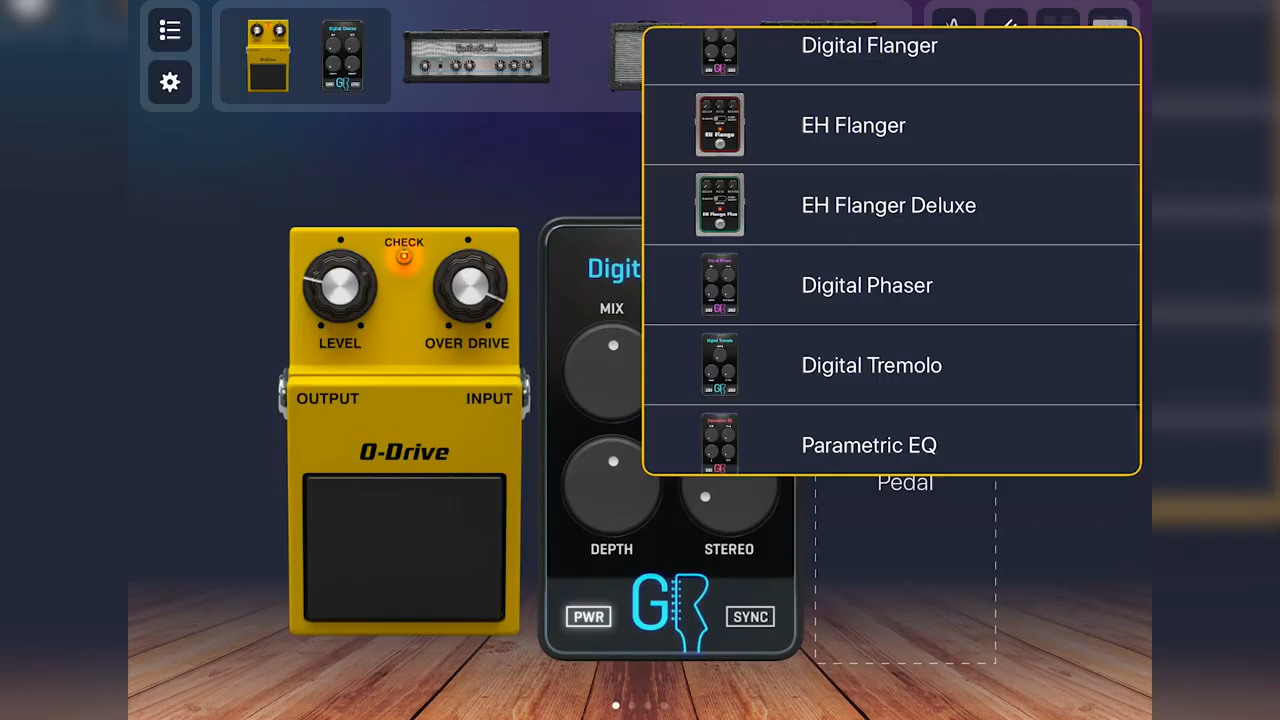 Digital Flanger
EH Flanger
EH Flanger Deluxe
Digital Phaser
Digital Tremolo
Parametric EQ
Pedal
CHECK
LEVEL
OVER DRIVE
OUTPUT
INPUT
O-Drive
Digit
MIX
DEPTH
STEREO
PWR
GR
SYNC